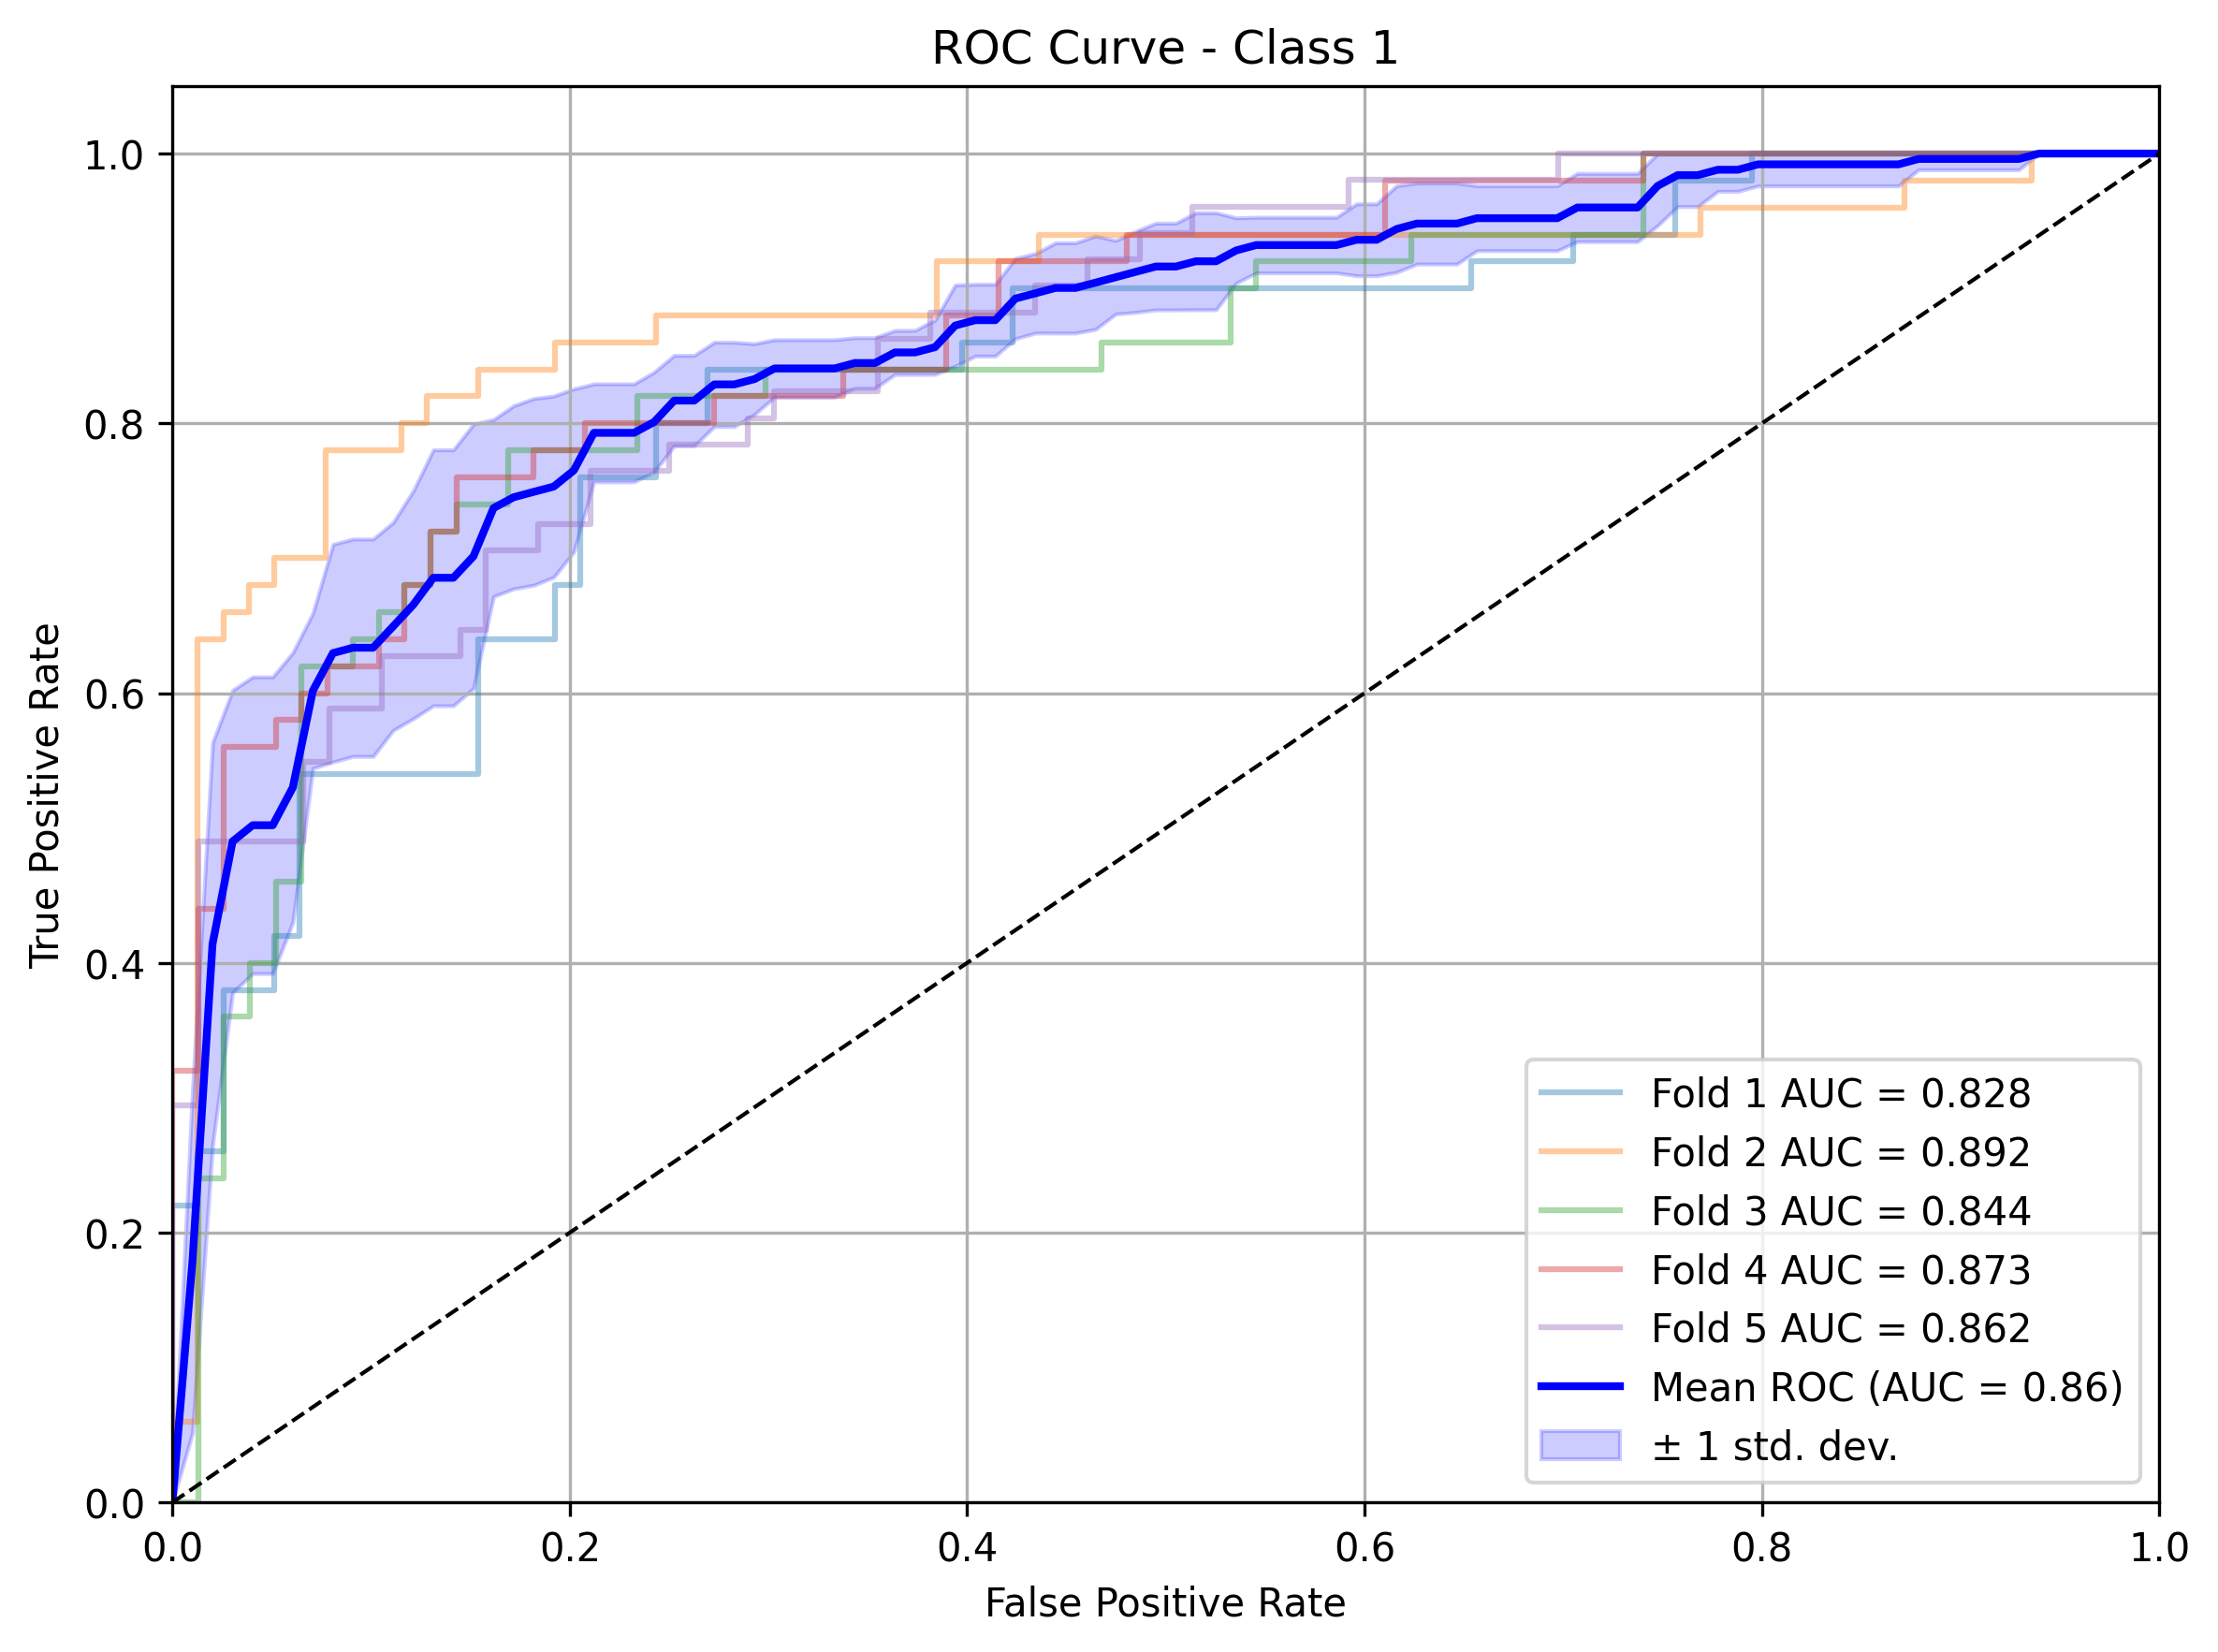 ROC Curve - Class 1
True Positive Rate
1.0
0.8
0.6
0.4
0.2
0.0
0.0 0.2 0.4 0.6 0.8 1.0
False Positive Rate
Fold 1 AUC = 0.828
Fold 2 AUC = 0.892
Fold 3 AUC = 0.844
Fold 4 AUC = 0.873
Fold 5 AUC = 0.862
Mean ROC (AUC = 0.86)
± 1 std. dev.